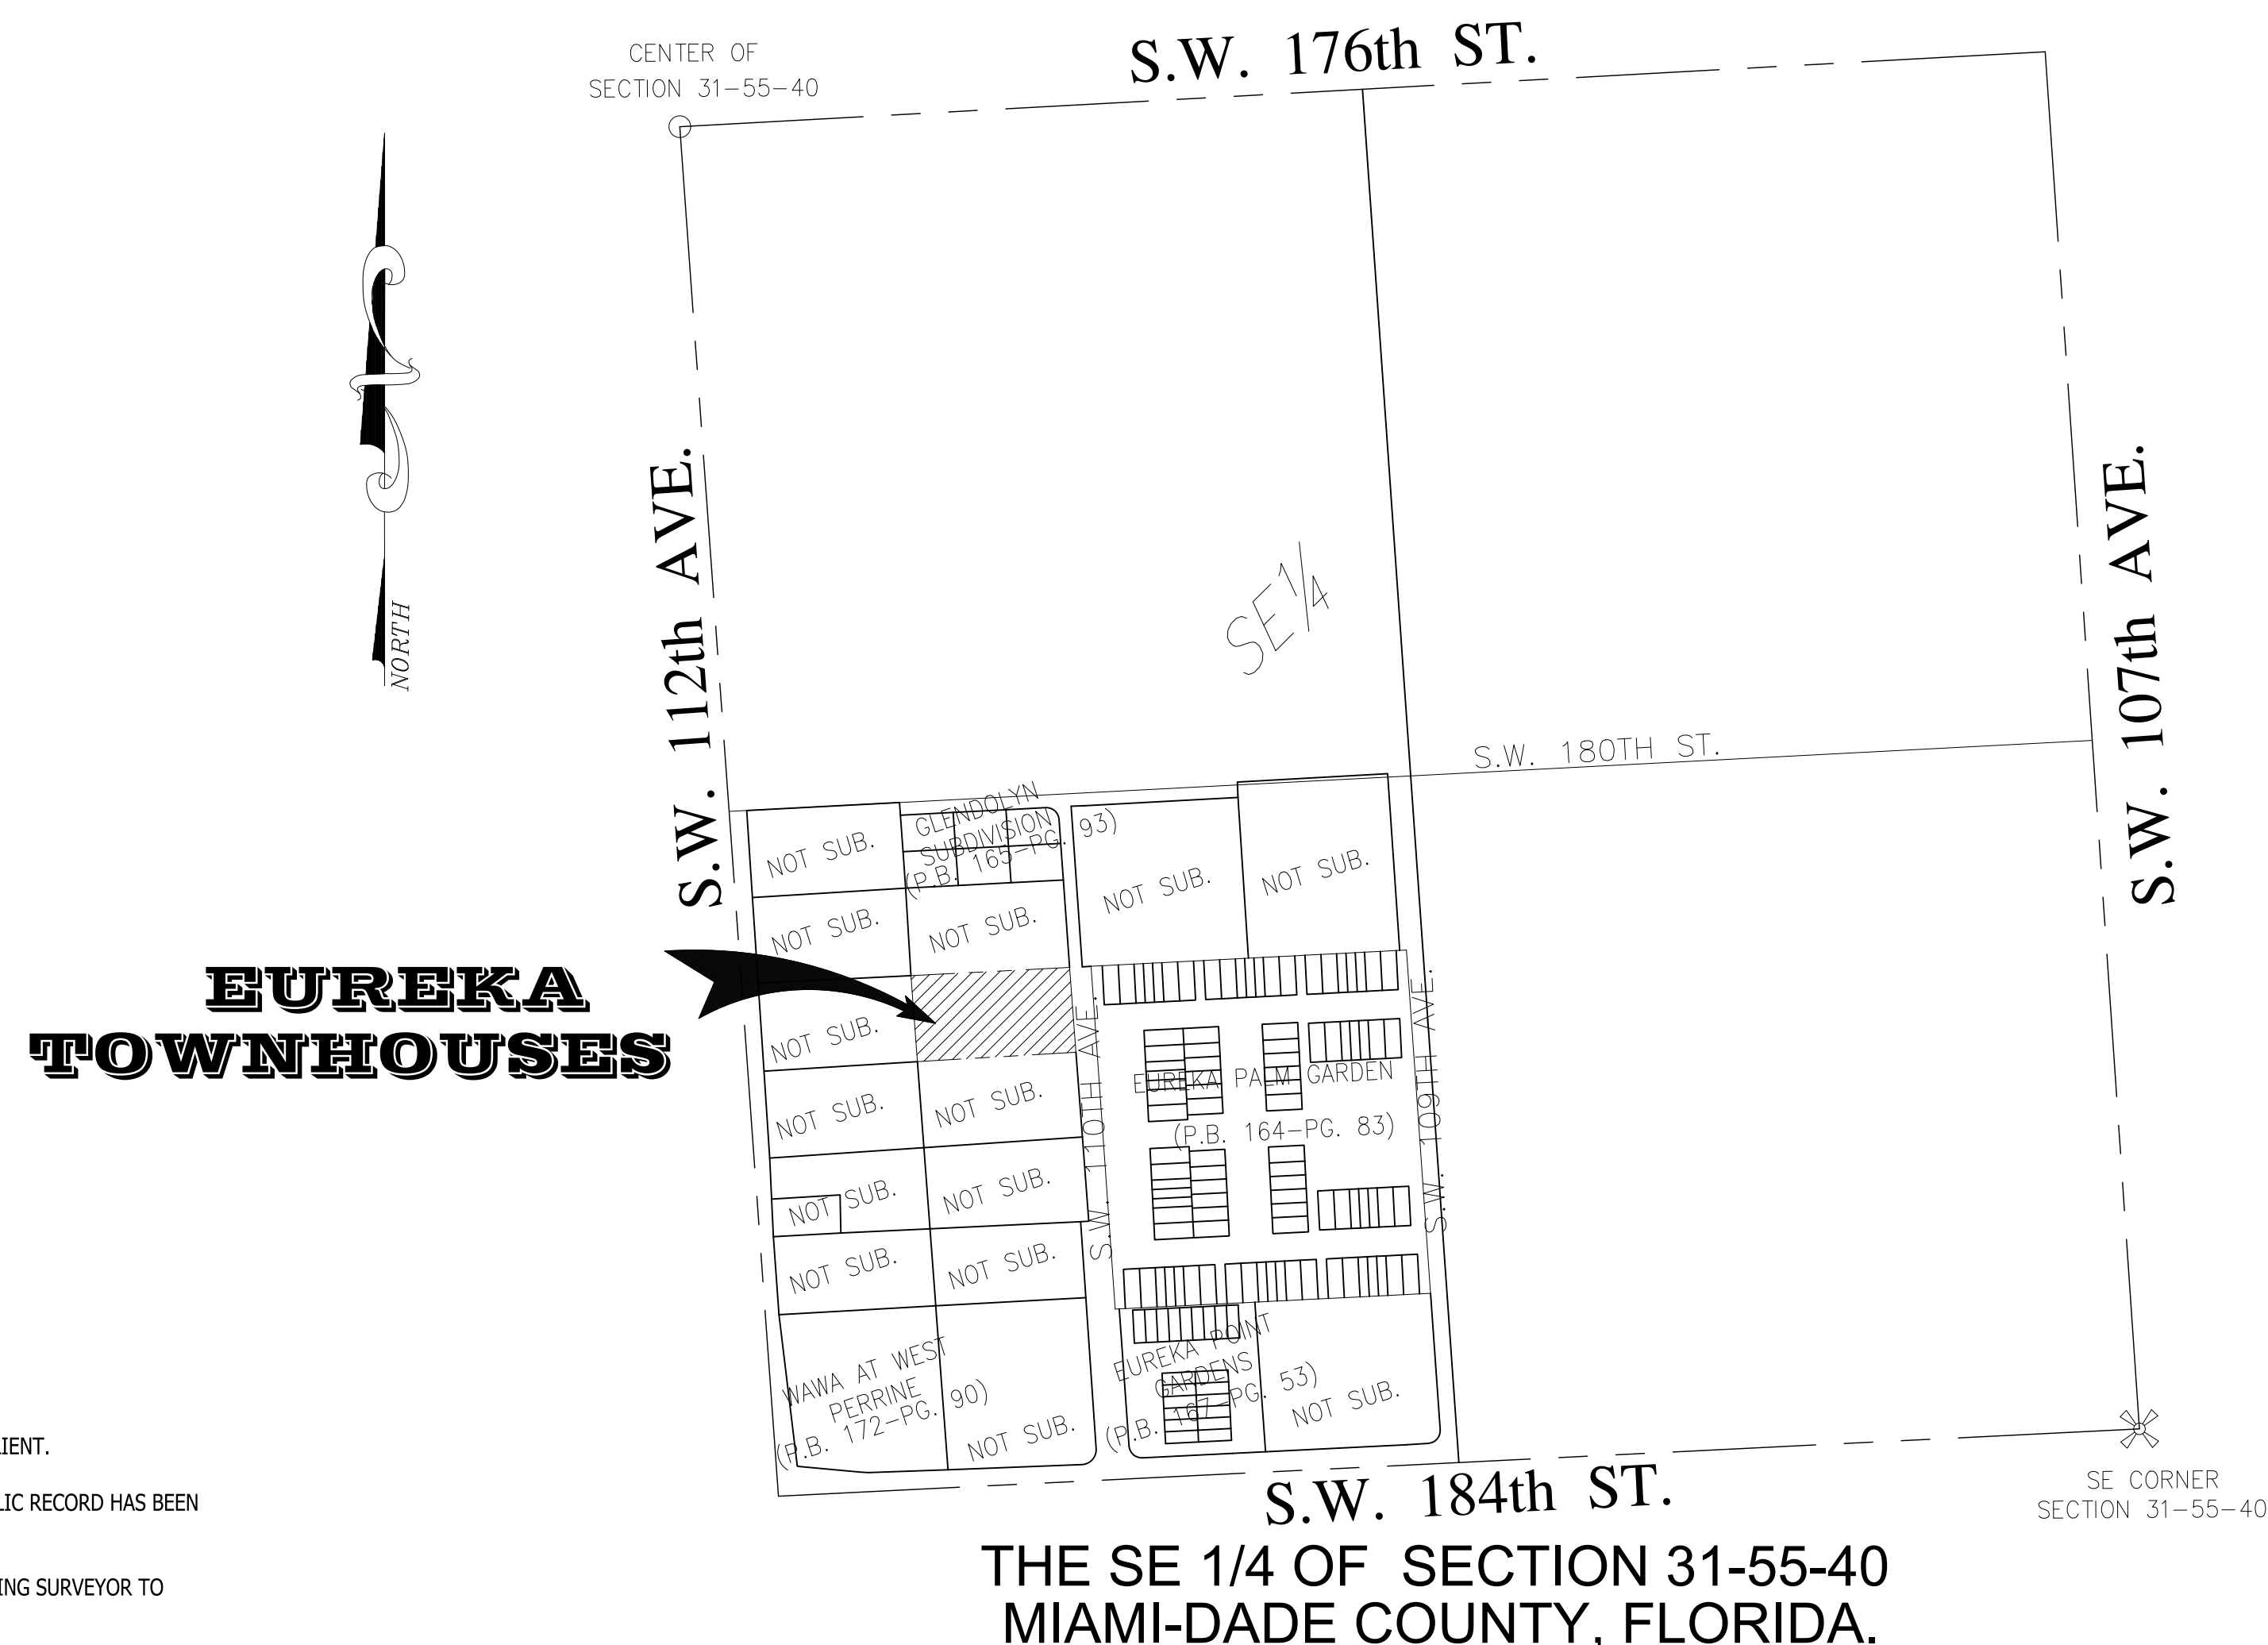 CENTER OF
SECTION 31-55-40
S.W. 176th ST.
NORTH
S.W. 112th AVE.
S.W. 107th AVE.
SE 1/4
S.W. 180TH ST.
EUREKA
TOWNHOUSES
NOT SUB.
GLENDOLYN
SUBDIVISION
(P.B. 165-PG. 93)
NOT SUB.
NOT SUB.
NOT SUB.
NOT SUB.
NOT SUB.
S.W. 110TH AVE.
S.W. 109TH AVE.
EUREKA PALM GARDEN
(P.B. 164-PG. 83)
NOT SUB.
NOT SUB.
NOT SUB.
NOT SUB.
NOT SUB.
NOT SUB.
WAWA AT WEST
PERRINE
(P.B. 172-PG. 90)
NOT SUB.
EUREKA POINT
GARDENS
(P.B. 167-PG. 53)
NOT SUB.
S.W. 184th ST.
SE CORNER
SECTION 31-55-40
THE SE 1/4 OF SECTION 31-55-40
MIAMI-DADE COUNTY, FLORIDA.
NOT SUB.
IENT.
LIC RECORD HAS BEEN
ING SURVEYOR TO